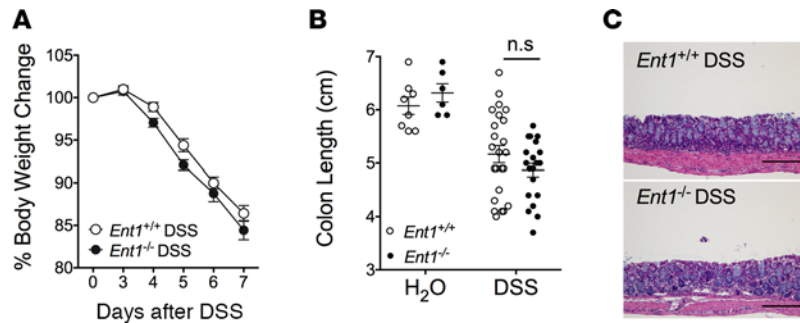 A
% Body Weight Change
105
100
95
90
85
80
0 3 4 5 6 7
Days after DSS
Ent1+/+ DSS
Ent1-/- DSS
B
Colon Length (cm)
7
6
5
4
3
n.s
Ent1+/+
Ent1-/-
H2O DSS
C
Ent1+/+ DSS
Ent1-/- DSS